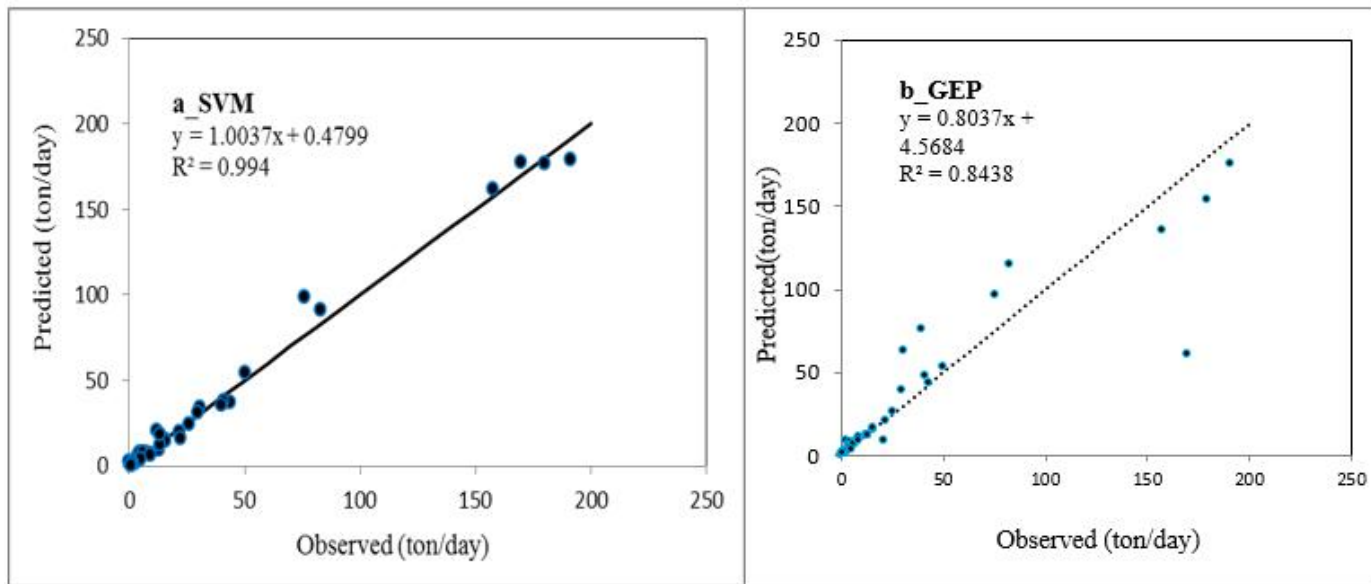 250
200
150
100
50
0
Predicted (ton/day)
a_SVM
y = 1.0037x + 0.4799
R² = 0.994
0
50
100
150
200
250
Observed (ton/day)
250
200
150
100
50
0
Predicted(ton/day)
b_GEP
y = 0.8037x +
4.5684
R² = 0.8438
0
50
100
150
200
250
Observed (ton/day)